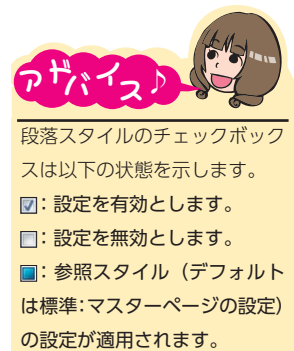 アドバイス♪
段落スタイルのチェックボック
スは以下の状態を示します。
☑：設定を有効とします。
☐：設定を無効とします。
■：参照スタイル（デフォルト
は標準：マスターページの設定）
の設定が適用されます。